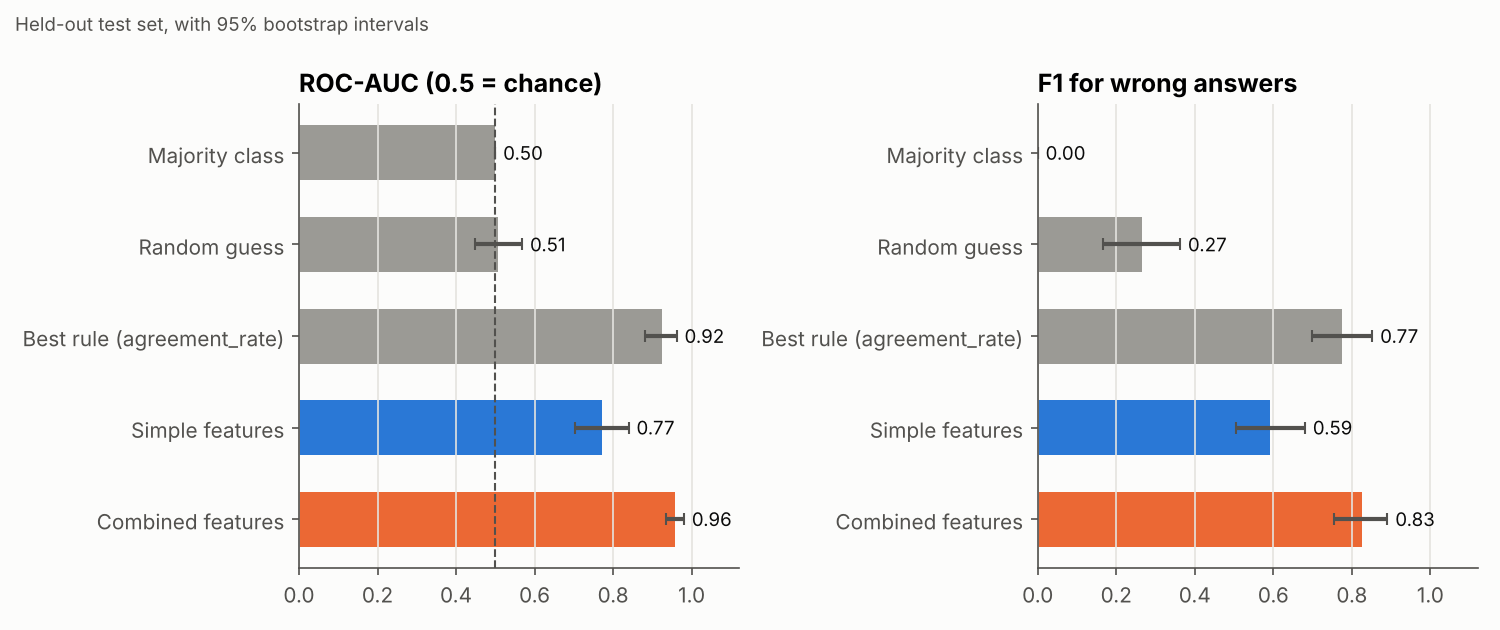 Held-out test set, with 95% bootstrap intervals
ROC-AUC (0.5 = chance)
Majority class
0.50
Random guess
0.51
Best rule (agreement_rate)
0.92
Simple features
0.77
Combined features
0.96
0.0 0.2 0.4 0.6 0.8 1.0
F1 for wrong answers
Majority class
0.00
Random guess
0.27
Best rule (agreement_rate)
0.77
Simple features
0.59
Combined features
0.83
0.0 0.2 0.4 0.6 0.8 1.0